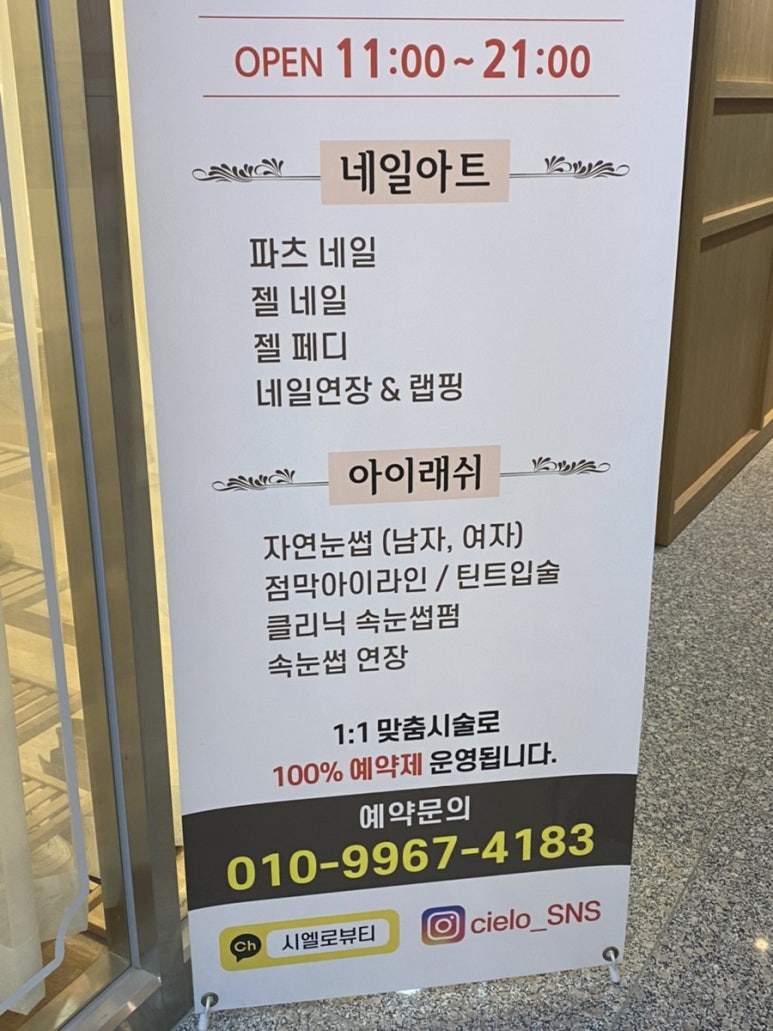 OPEN 11:00~21:00
네일아트
파츠 네일
젤 네일
젤 페디
네일연장 & 랩핑
아이래쉬
자연눈썹 (남자, 여자)
점막아이라인 / 틴트입술
클리닉 속눈썹펌
속눈썹 연장
1:1 맞춤시술로
100% 예약제 운영됩니다.
예약문의
010-9967-4183
Ch 시엘로뷰티 cielo_SNS